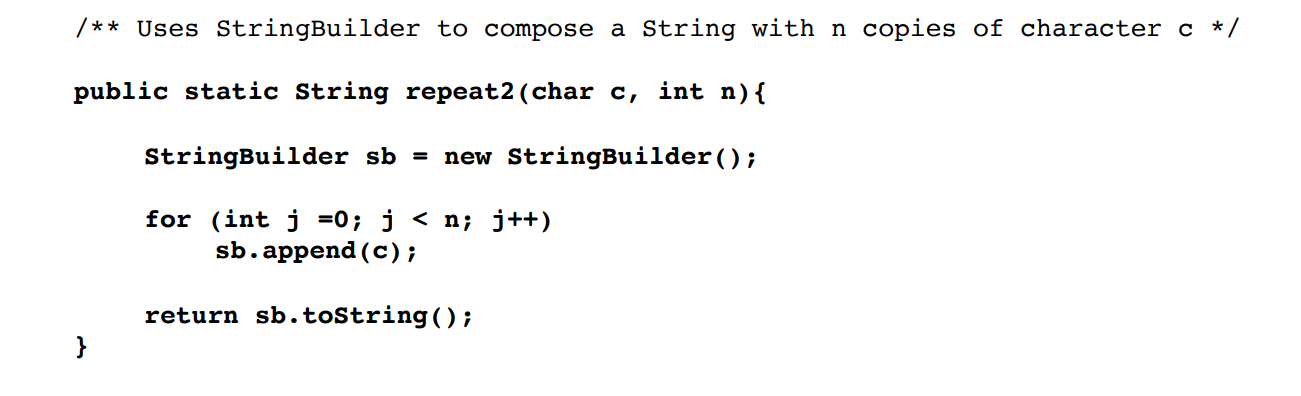 /** Uses StringBuilder to compose a String with n copies of character c */
public static String repeat2(char c, int n){
StringBuilder sb = new StringBuilder();
for (int j =0; j < n; j++)
sb.append(c);
return sb.toString();
}